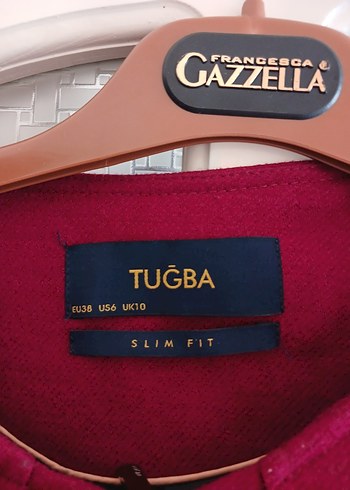 FRANCESCA
GAZZELLA
TUĞBA
EU38 US6 UK10
SLIM FIT